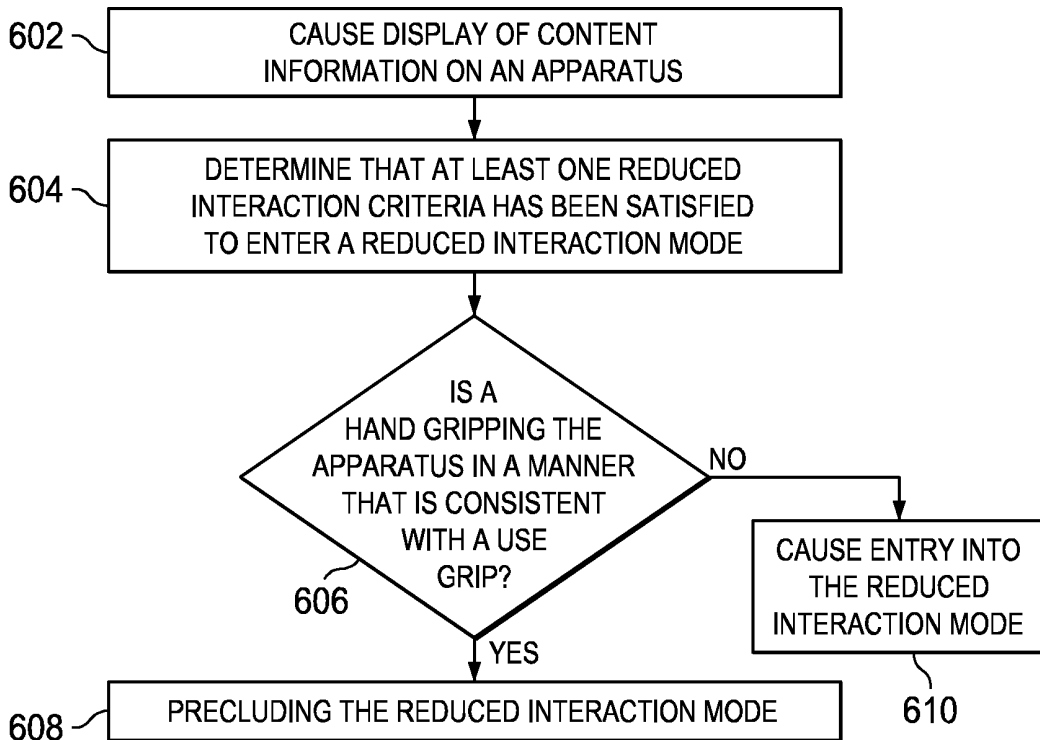 602
CAUSE DISPLAY OF CONTENT
INFORMATION ON AN APPARATUS
604
DETERMINE THAT AT LEAST ONE REDUCED
INTERACTION CRITERIA HAS BEEN SATISFIED
TO ENTER A REDUCED INTERACTION MODE
IS A
HAND GRIPPING THE
APPARATUS IN A MANNER
THAT IS CONSISTENT
WITH A USE
GRIP?
606
NO
CAUSE ENTRY INTO
THE REDUCED
INTERACTION MODE
610
YES
608
PRECLUDING THE REDUCED INTERACTION MODE